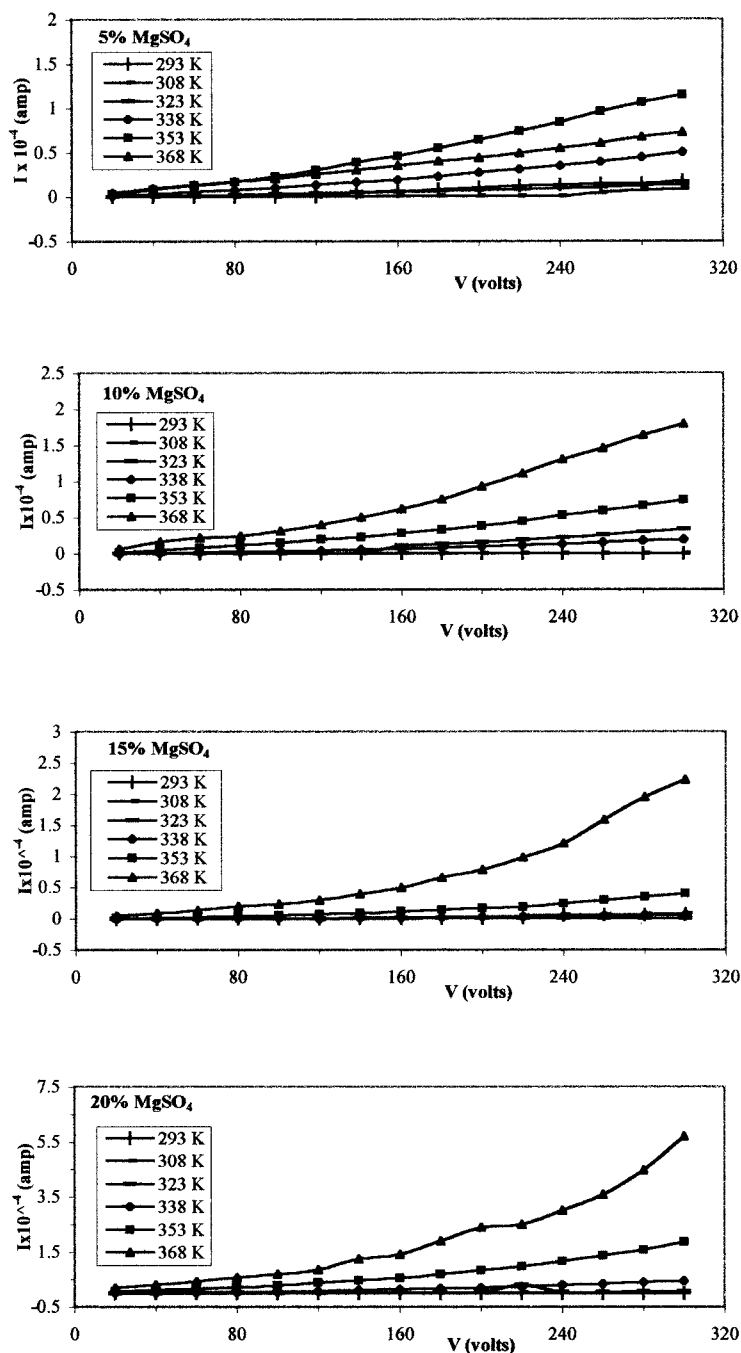 5% MgSO₄
293 K
308 K
323 K
338 K
353 K
368 K
I x 10⁻⁴ (amp)
2
1.5
1
0.5
0
-0.5
0 80 160 240 320
V (volts)
10% MgSO₄
293 K
308 K
323 K
338 K
353 K
368 K
Ix10⁻⁴ (amp)
2.5
2
1.5
1
0.5
0
-0.5
0 80 160 240 320
V (volts)
15% MgSO₄
293 K
308 K
323 K
338 K
353 K
368 K
Ix10^⁻⁴ (amp)
3
2.5
2
1.5
1
0.5
0
-0.5
0 80 160 240 320
V (volts)
20% MgSO₄
293 K
308 K
323 K
338 K
353 K
368 K
Ix10^⁻⁴ (amp)
7.5
5.5
3.5
1.5
-0.5
0 80 160 240 320
V (volts)